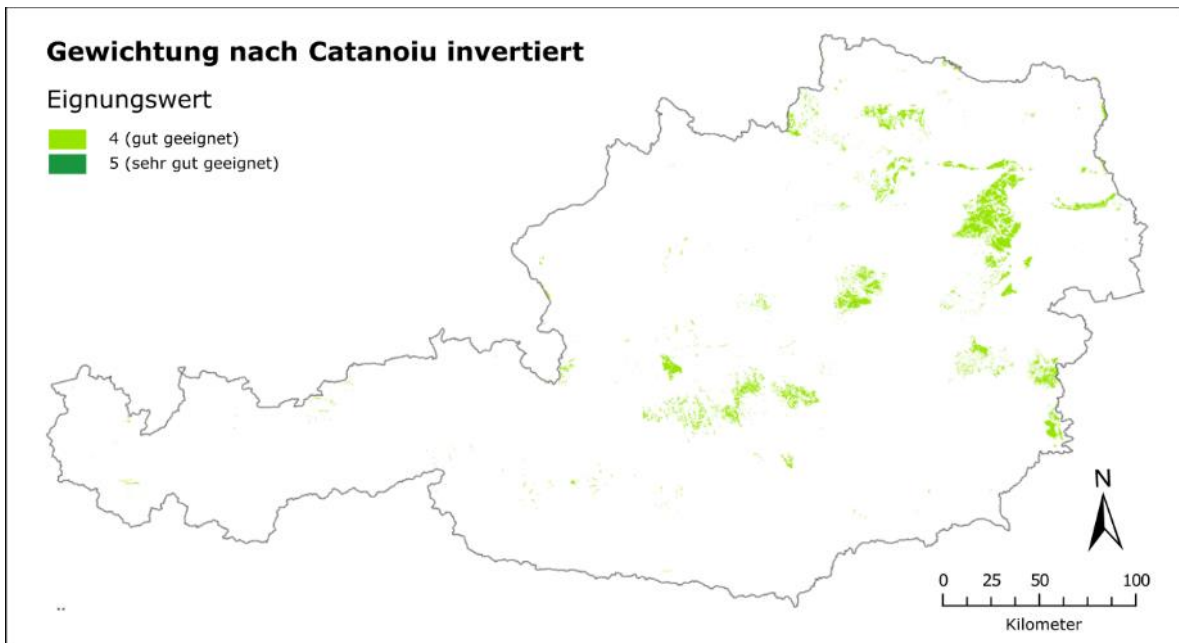 Gewichtung nach Catanoiu invertiert
Eignungswert
4 (gut geeignet)
5 (sehr gut geeignet)
N
0 25 50 100
Kilometer